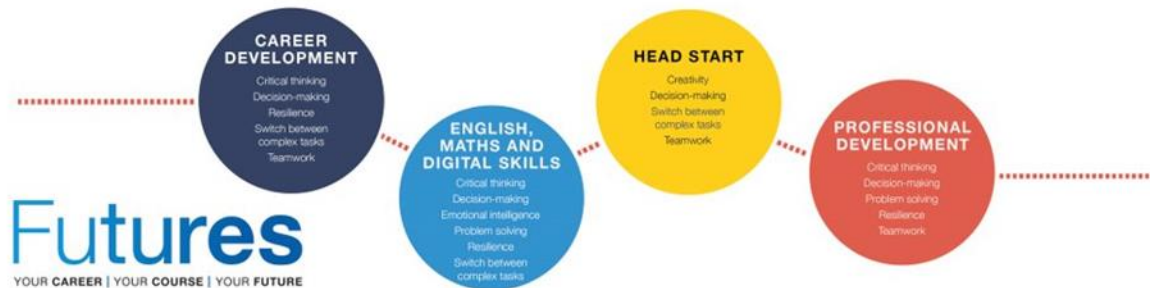 CAREER
DEVELOPMENT
Critical thinking
Decision-making
Resilience
Switch between
complex tasks
Teamwork
ENGLISH,
MATHS AND
DIGITAL SKILLS
Critical thinking
Decision-making
Emotional intelligence
Problem solving
Resilience
Switch between
complex tasks
HEAD START
Creativity
Decision-making
Switch between
complex tasks
Teamwork
PROFESSIONAL
DEVELOPMENT
Critical thinking
Decision-making
Problem solving
Resilience
Teamwork
Futures
YOUR CAREER | YOUR COURSE | YOUR FUTURE